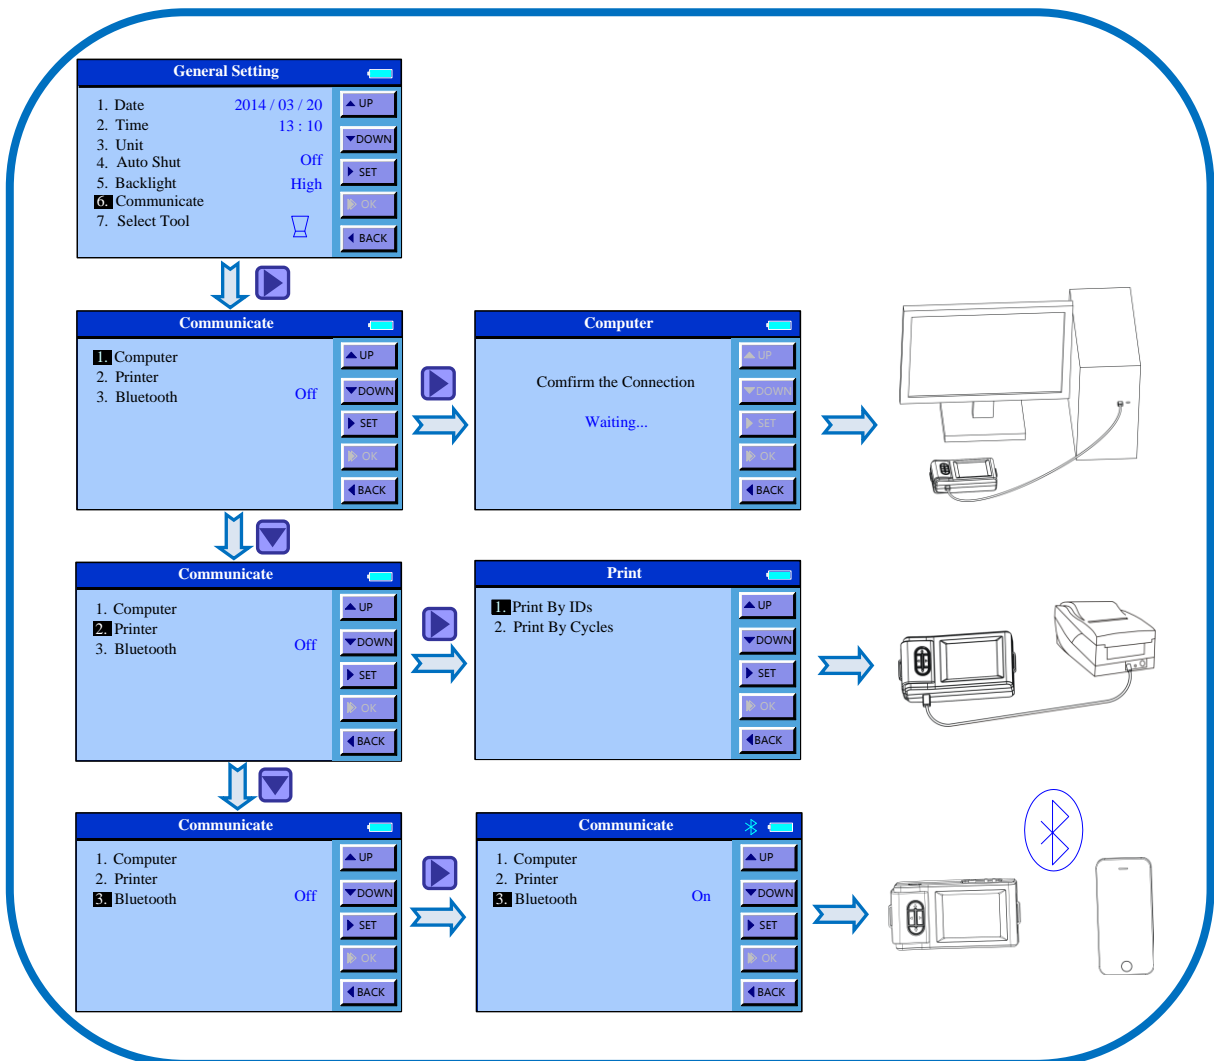 General Setting
1. Date 2014 / 03 / 20
2. Time 13 : 10
3. Unit
4. Auto Shut Off
5. Backlight High
6. Communicate
7. Select Tool
UP
DOWN
SET
OK
BACK
Communicate
1. Computer
2. Printer
3. Bluetooth Off
UP
DOWN
SET
OK
BACK
Computer
Comfirm the Connection
Waiting...
UP
DOWN
SET
OK
BACK
Communicate
1. Computer
2. Printer
3. Bluetooth Off
UP
DOWN
SET
OK
BACK
Print
1. Print By IDs
2. Print By Cycles
UP
DOWN
SET
OK
BACK
Communicate
1. Computer
2. Printer
3. Bluetooth Off
UP
DOWN
SET
OK
BACK
Communicate
1. Computer
2. Printer
3. Bluetooth On
UP
DOWN
SET
OK
BACK